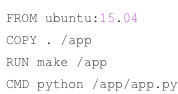 FROM ubuntu:15.04
COPY . /app
RUN make /app
CMD python /app/app.py